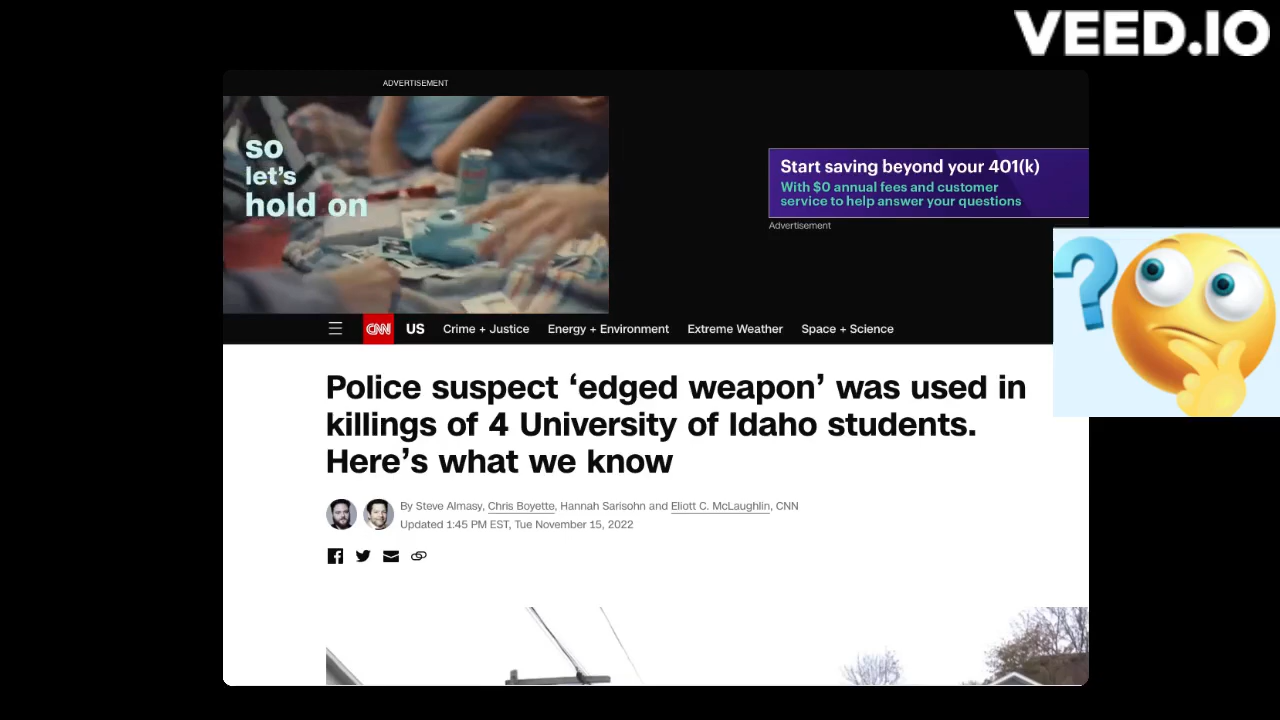 VEED.IO
ADVERTISEMENT
so
let's
hold on
Start saving beyond your 401(k)
With $0 annual fees and customer
service to help answer your questions
Advertisement
CNN US Crime + Justice Energy + Environment Extreme Weather Space + Science
Police suspect ‘edged weapon’ was used in
killings of 4 University of Idaho students.
Here’s what we know
By Steve Almasy, Chris Boyette, Hannah Sarisohn and Eliott C. McLaughlin, CNN
Updated 1:45 PM EST, Tue November 15, 2022
?